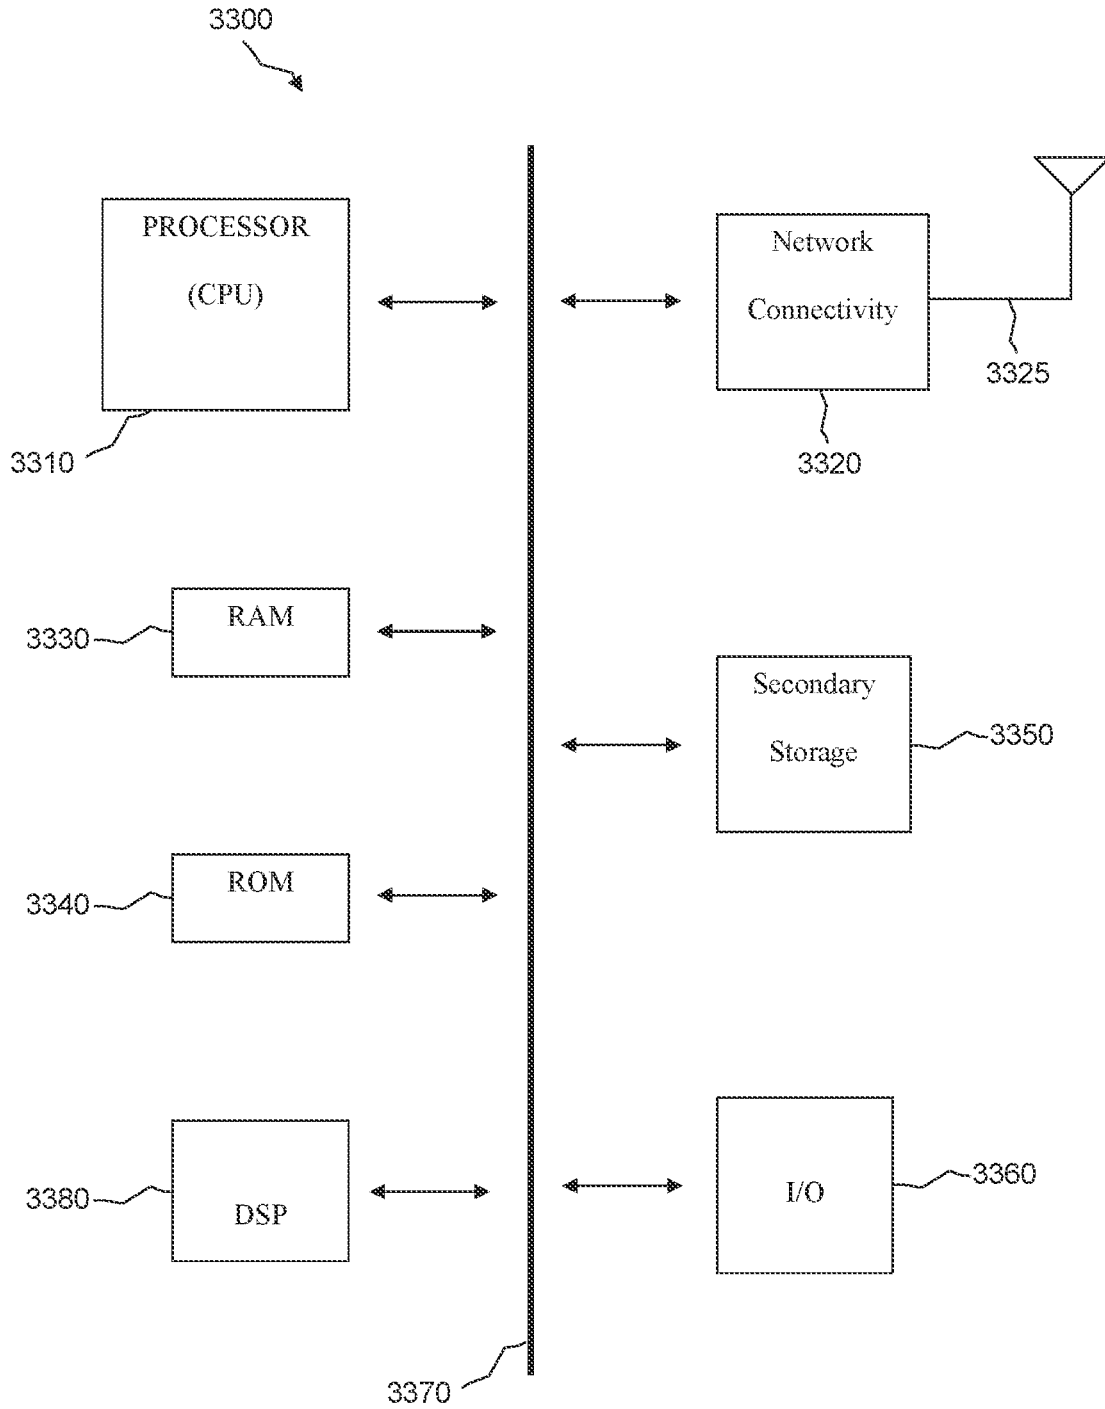 3300
PROCESSOR
(CPU)
3310
Network
Connectivity
3325
3320
RAM
3330
Secondary
Storage
3350
ROM
3340
DSP
3380
I/O
3360
3370